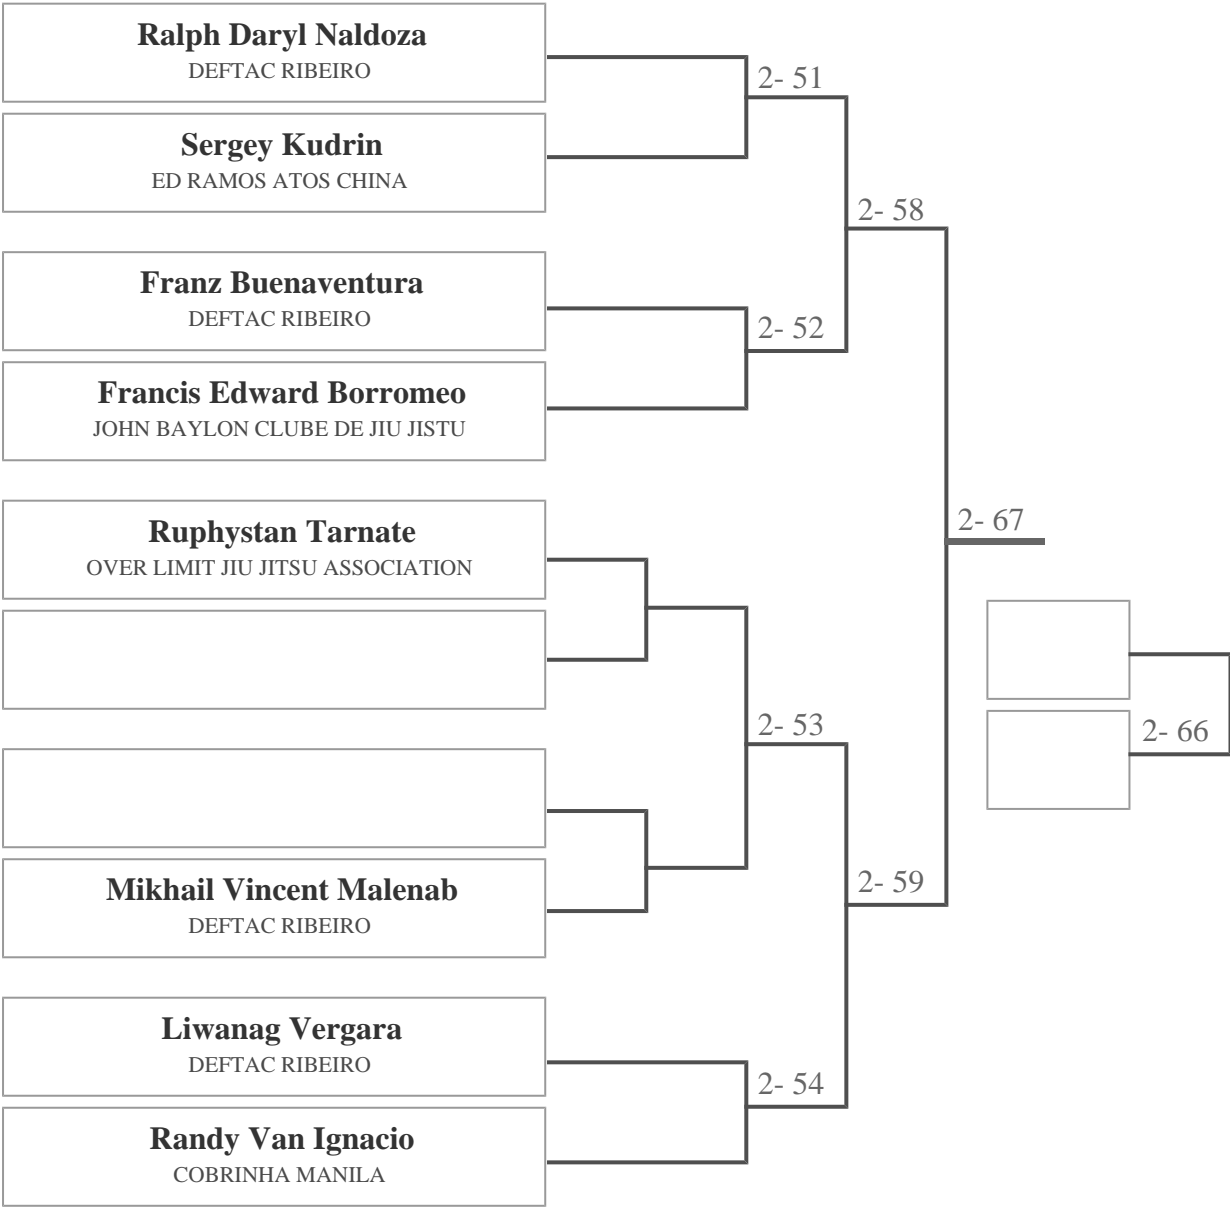 Ralph Daryl Naldoza
DEFTAC RIBEIRO
2- 51
Sergey Kudrin
ED RAMOS ATOS CHINA
2- 58
Franz Buenaventura
DEFTAC RIBEIRO
2- 52
Francis Edward Borromeo
JOHN BAYLON CLUBE DE JIU JISTU
Ruphystan Tarnate
OVER LIMIT JIU JITSU ASSOCIATION
2- 67
2- 53
2- 66
Mikhail Vincent Malenab
DEFTAC RIBEIRO
2- 59
Liwanag Vergara
DEFTAC RIBEIRO
2- 54
Randy Van Ignacio
COBRINHA MANILA